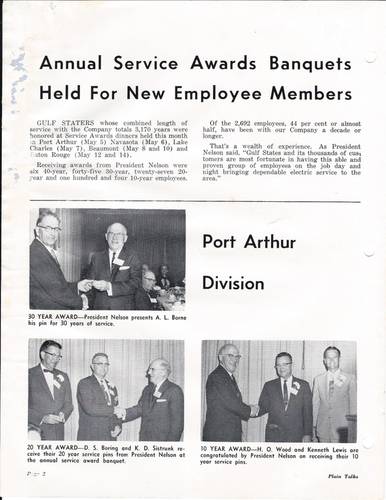 Annual Service Awards Banquets
Held For New Employee Members
GULF STATERS whose combined length of
service with the Company totals 3,170 years were
honored at Service Awards dinners held this month
in Port Arthur (May 5) Navasota (May 6), Lake
Charles (May 7), Beaumont (May 8 and 10) and
Baton Rouge (May 12 and 14).
Receiving awards from President Nelson were
six 40-year, forty-five 30-year, twenty-seven 20-
year and one hundred and four 10-year employees.
Of the 2,692 employees, 44 per cent or almost
half, have been with our Company a decade or
longer.
That's a wealth of experience. As President
Nelson said, "Gulf States and its thousands of cus-
tomers are most fortunate in having this able and
proven group of employees on the job day and
night bringing dependable electric service to the
area."
Port Arthur
Division
30 YEAR AWARD—President Nelson presents A. L. Borne
his pin for 30 years of service.
20 YEAR AWARD—D. S. Boring and K. D. Sistrunk re-
ceive their 20 year service pins from President Nelson at
the annual service award banquet.
10 YEAR AWARD—H. O. Wood and Kenneth Lewis are
congratulated by President Nelson on receiving their 10
year service pins.
Page 2
Plain Talks